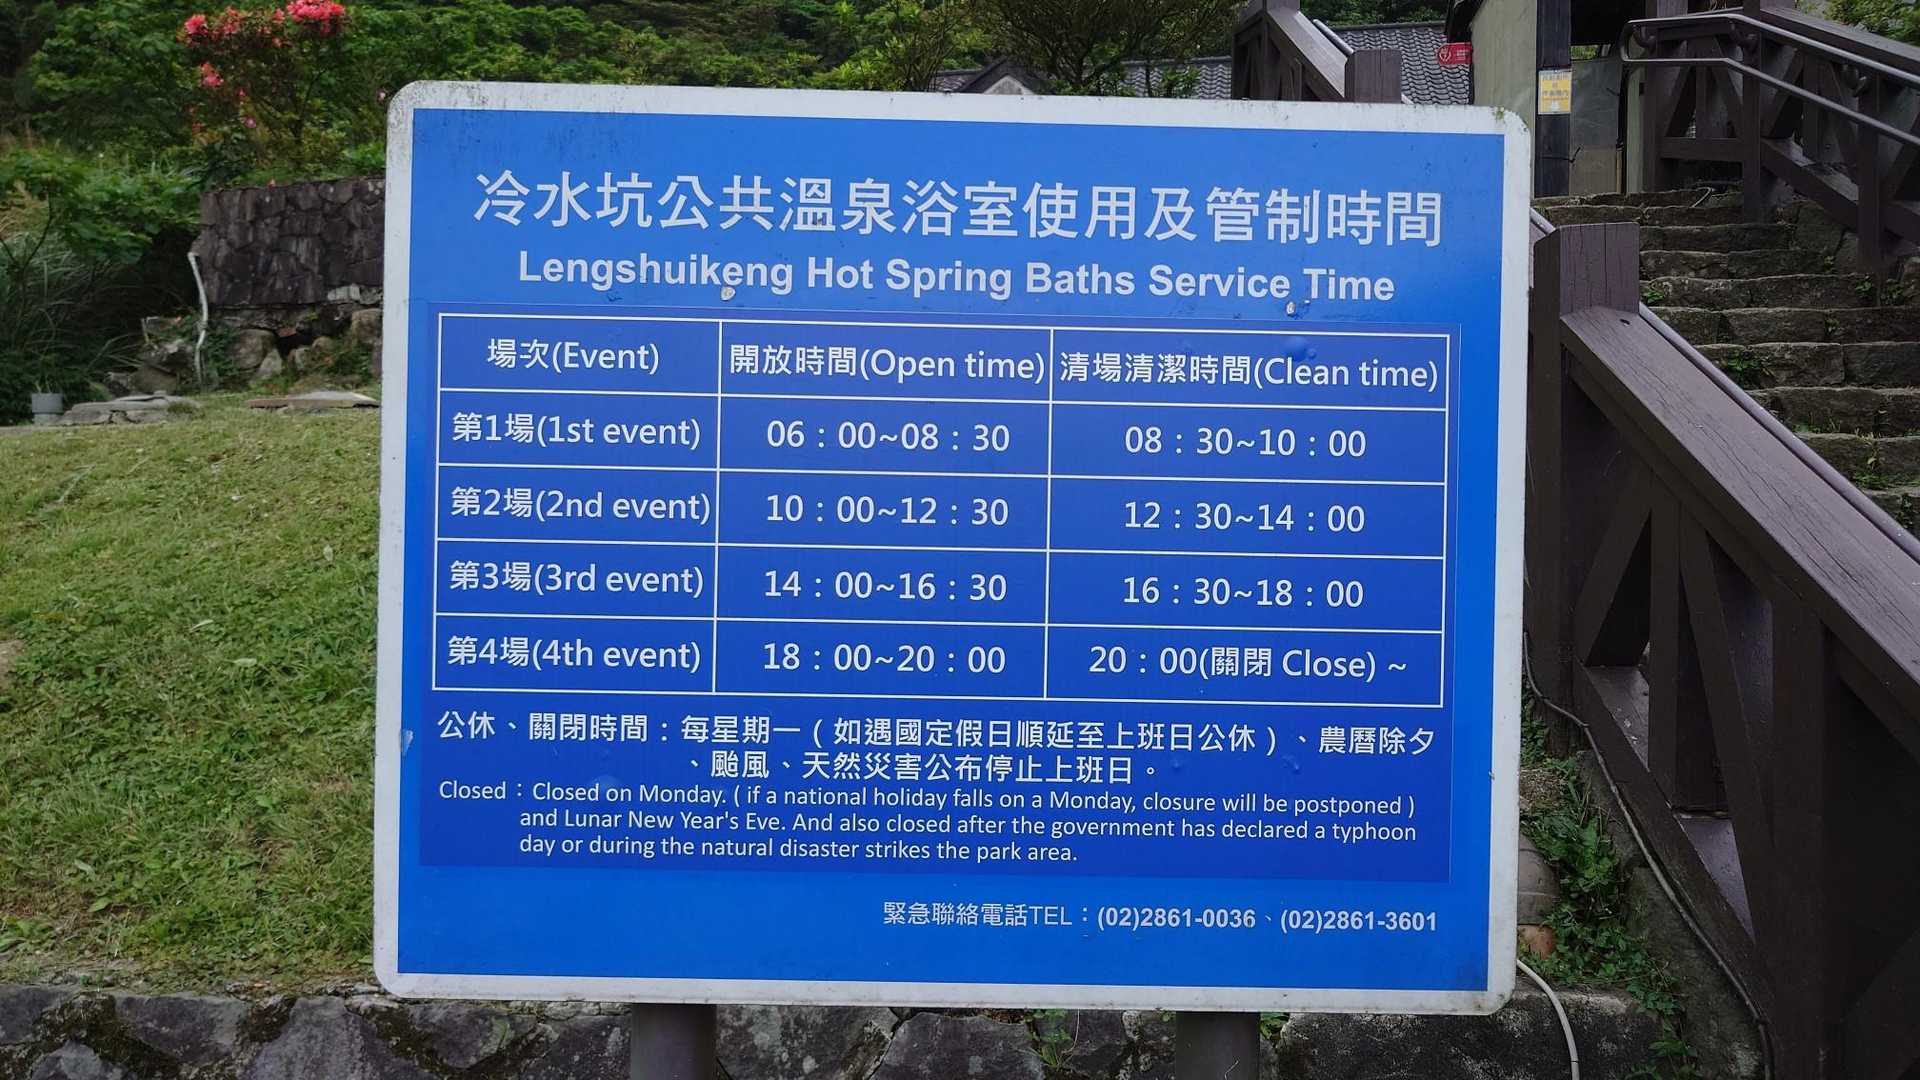 冷水坑公共溫泉浴室使用及管制時間
Lengshuikeng Hot Spring Baths Service Time
場次(Event) 開放時間(Open time) 清場清潔時間(Clean time)
第1場(1st event) 06：00~08：30 08：30~10：00
第2場(2nd event) 10：00~12：30 12：30~14：00
第3場(3rd event) 14：00~16：30 16：30~18：00
第4場(4th event) 18：00~20：00 20：00(關閉 Close) ~
公休、關閉時間：每星期一（如遇國定假日順延至上班日公休）、農曆除夕
、颱風、天然災害公布停止上班日。
Closed：Closed on Monday. ( if a national holiday falls on a Monday, closure will be postponed )
and Lunar New Year's Eve. And also closed after the government has declared a typhoon
day or during the natural disaster strikes the park area.
緊急聯絡電話TEL：(02)2861-0036、(02)2861-3601